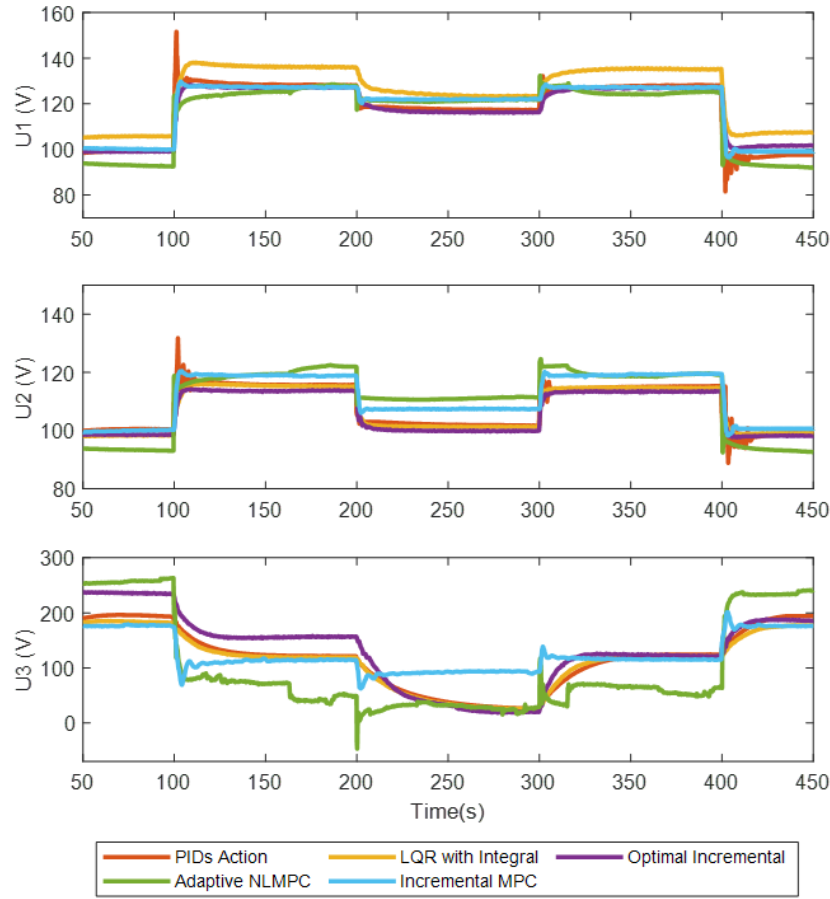 160
140
120
100
80
U1 (V)
50 100 150 200 250 300 350 400 450
140
120
100
80
U2 (V)
50 100 150 200 250 300 350 400 450
300
200
100
0
U3 (V)
50 100 150 200 250 300 350 400 450
Time(s)
PIDs Action LQR with Integral Optimal Incremental
Adaptive NLMPC Incremental MPC